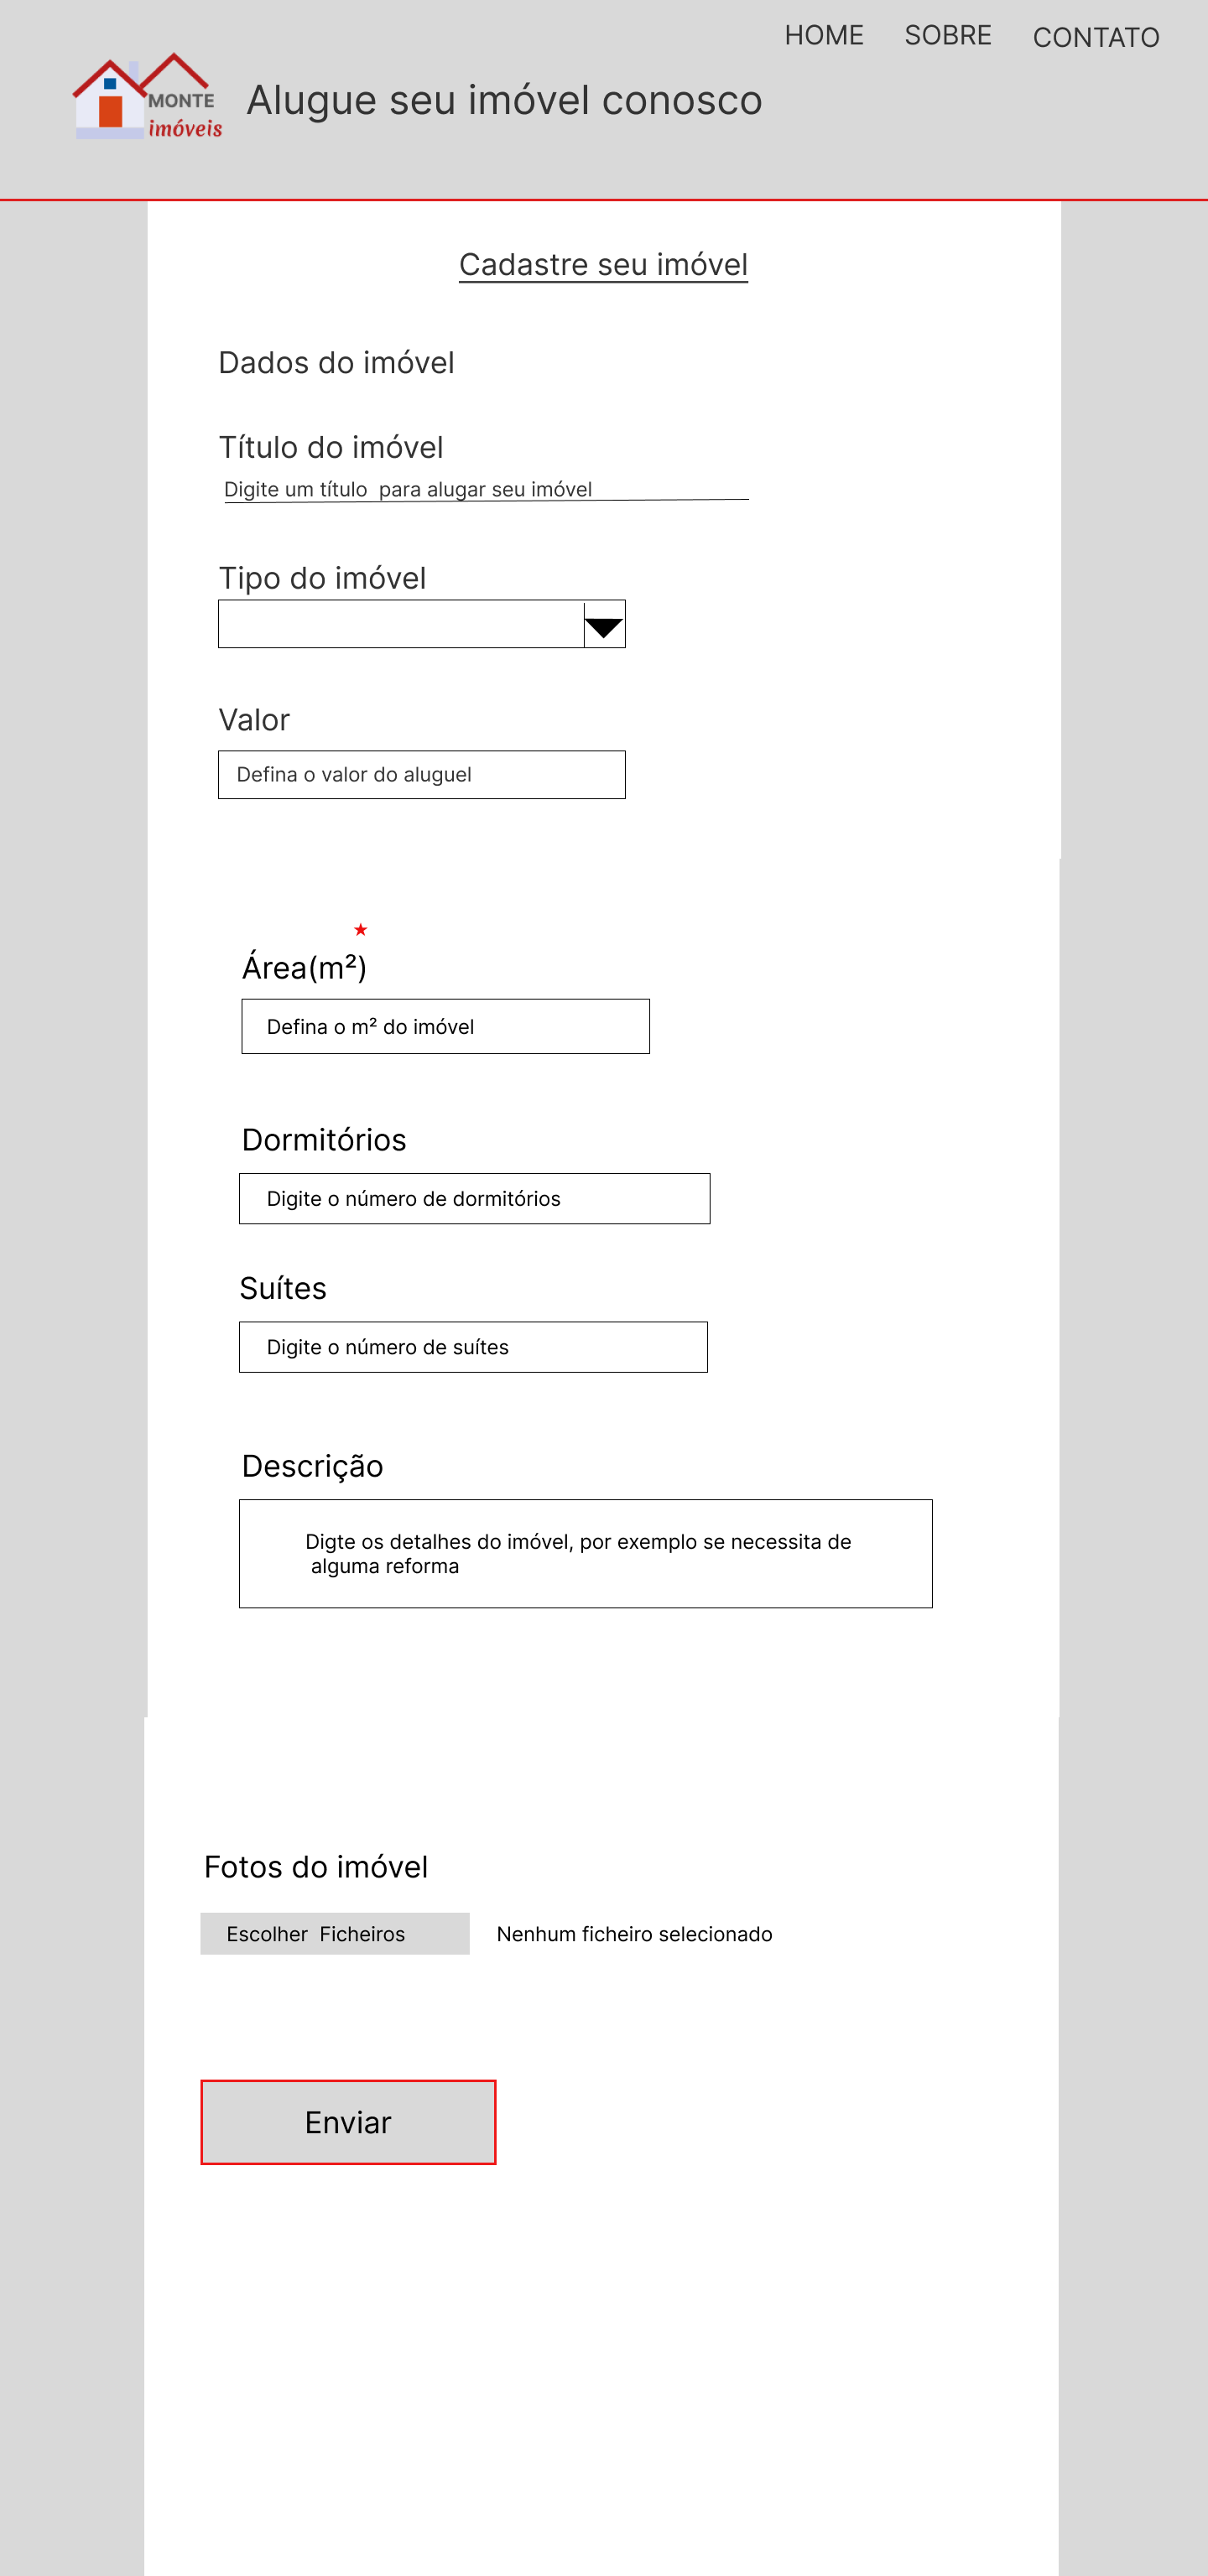 HOME SOBRE CONTATO
MONTE
imóveis
Alugue seu imóvel conosco
Cadastre seu imóvel
Dados do imóvel
Título do imóvel
Digite um título  para alugar seu imóvel
Tipo do imóvel
Valor
Defina o valor do aluguel
Área(m²)
Defina o m² do imóvel
Dormitórios
Digite o número de dormitórios
Suítes
Digite o número de suítes
Descrição
Digte os detalhes do imóvel, por exemplo se necessita de
alguma reforma
Fotos do imóvel
Escolher  Ficheiros
Nenhum ficheiro selecionado
Enviar